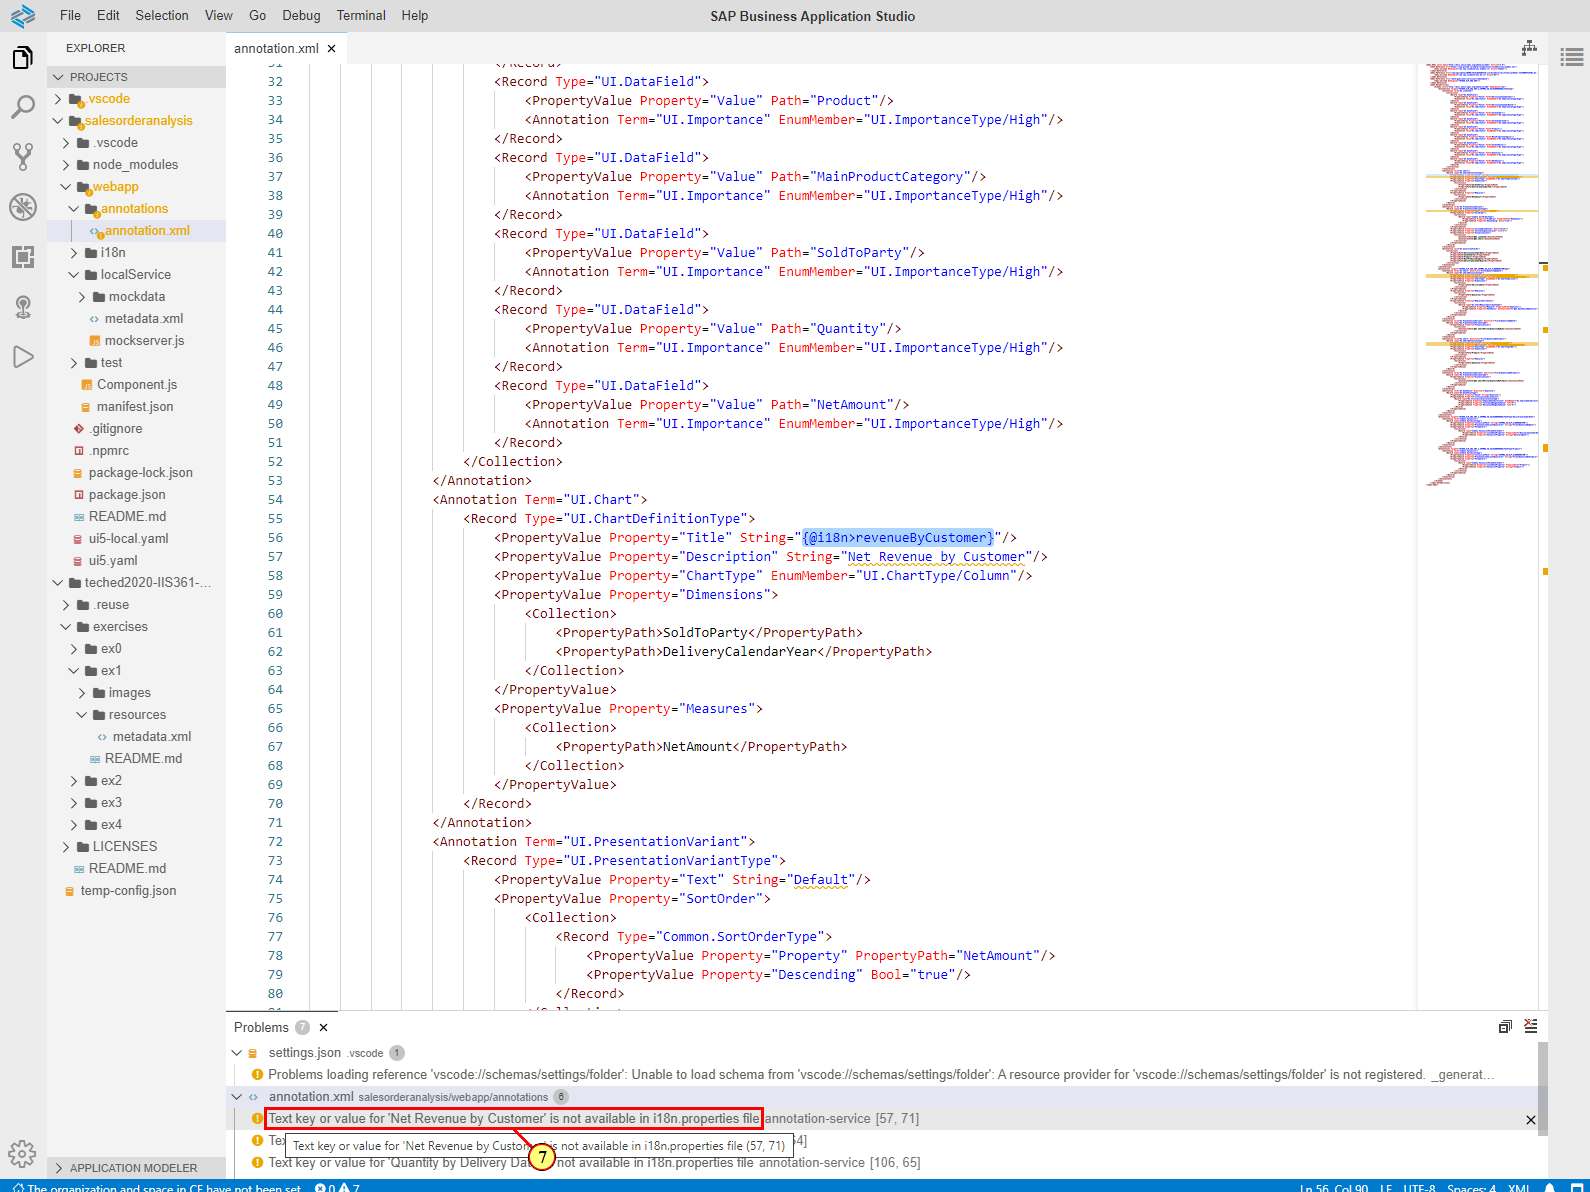 File Edit Selection View Go Debug Terminal Help
SAP Business Application Studio
EXPLORER
PROJECTS
.vscode
salesorderanalysis
.vscode
node_modules
webapp
annotations
annotation.xml
i18n
localService
mockdata
metadata.xml
mockserver.js
test
Component.js
manifest.json
.gitignore
.npmrc
package-lock.json
package.json
README.md
ui5-local.yaml
ui5.yaml
teched2020-IIS361-...
.reuse
exercises
ex0
ex1
images
resources
metadata.xml
README.md
ex2
ex3
ex4
LICENSES
README.md
temp-config.json
APPLICATION MODELER
annotation.xml
31 </Record>
32 <Record Type="UI.DataField">
33 <PropertyValue Property="Value" Path="Product"/>
34 <Annotation Term="UI.Importance" EnumMember="UI.ImportanceType/High"/>
35 </Record>
36 <Record Type="UI.DataField">
37 <PropertyValue Property="Value" Path="MainProductCategory"/>
38 <Annotation Term="UI.Importance" EnumMember="UI.ImportanceType/High"/>
39 </Record>
40 <Record Type="UI.DataField">
41 <PropertyValue Property="Value" Path="SoldToParty"/>
42 <Annotation Term="UI.Importance" EnumMember="UI.ImportanceType/High"/>
43 </Record>
44 <Record Type="UI.DataField">
45 <PropertyValue Property="Value" Path="Quantity"/>
46 <Annotation Term="UI.Importance" EnumMember="UI.ImportanceType/High"/>
47 </Record>
48 <Record Type="UI.DataField">
49 <PropertyValue Property="Value" Path="NetAmount"/>
50 <Annotation Term="UI.Importance" EnumMember="UI.ImportanceType/High"/>
51 </Record>
52 </Collection>
53 </Annotation>
54 <Annotation Term="UI.Chart">
55 <Record Type="UI.ChartDefinitionType">
56 <PropertyValue Property="Title" String="{@i18n>revenueByCustomer}"/>
57 <PropertyValue Property="Description" String="Net Revenue by Customer"/>
58 <PropertyValue Property="ChartType" EnumMember="UI.ChartType/Column"/>
59 <PropertyValue Property="Dimensions">
60 <Collection>
61 <PropertyPath>SoldToParty</PropertyPath>
62 <PropertyPath>DeliveryCalendarYear</PropertyPath>
63 </Collection>
64 </PropertyValue>
65 <PropertyValue Property="Measures">
66 <Collection>
67 <PropertyPath>NetAmount</PropertyPath>
68 </Collection>
69 </PropertyValue>
70 </Record>
71 </Annotation>
72 <Annotation Term="UI.PresentationVariant">
73 <Record Type="UI.PresentationVariantType">
74 <PropertyValue Property="Text" String="Default"/>
75 <PropertyValue Property="SortOrder">
76 <Collection>
77 <Record Type="Common.SortOrderType">
78 <PropertyValue Property="Property" PropertyPath="NetAmount"/>
79 <PropertyValue Property="Descending" Bool="true"/>
80 </Record>
Problems 7
settings.json .vscode 1
Problems loading reference 'vscode://schemas/settings/folder': Unable to load schema from 'vscode://schemas/settings/folder': A resource provider for 'vscode://schemas/settings/folder' is not registered. _generat...
annotation.xml salesorderanalysis/webapp/annotations 6
Text key or value for 'Net Revenue by Customer' is not available in i18n.properties file annotation-service [57, 71]
Text key or value for 'Net Revenue by Custom is not available in i18n.properties file (57, 71)
7
Text key or value for 'Quantity by Delivery Dat not available in i18n.properties file annotation-service [106, 65]
The organization and space in CF have not been set. 0 7
Ln 56, Col 90 LF UTF-8 Spaces: 4 XML